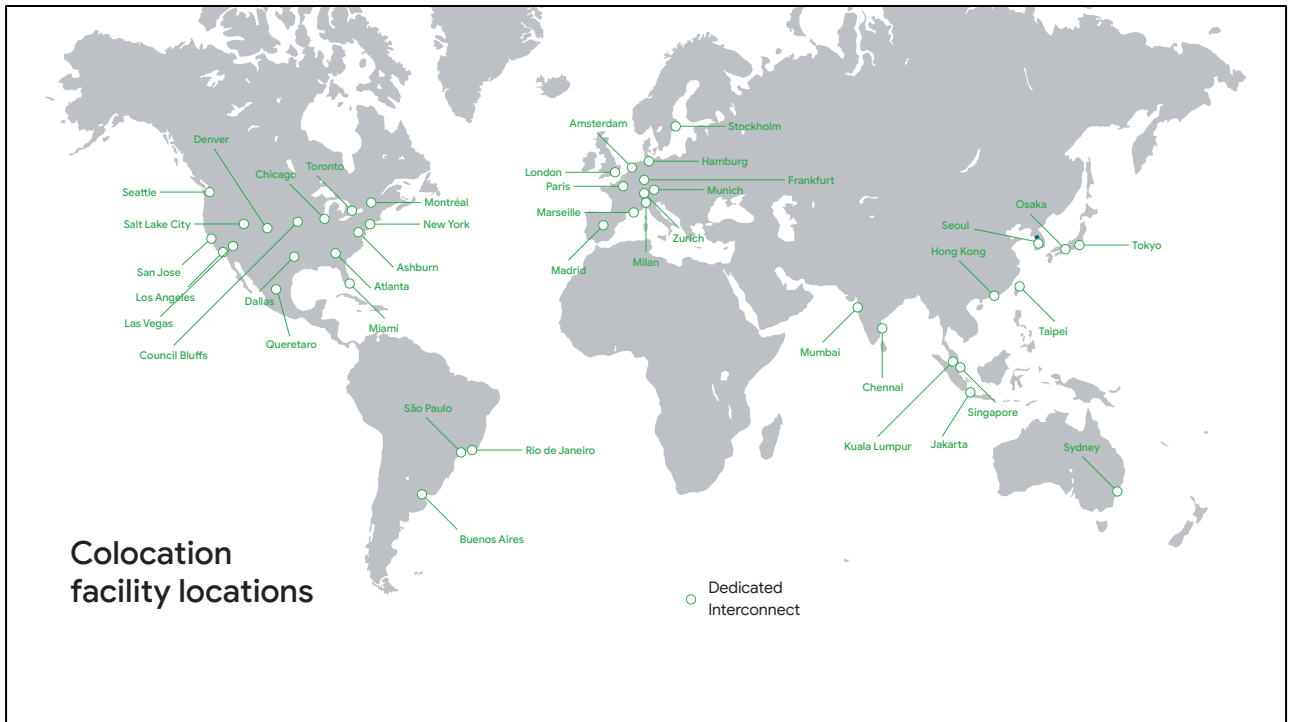 Amsterdam
Stockholm
Denver
Hamburg
Toronto
Chicago
London
Frankfurt
Paris
Munich
Seattle
Montréal
Osaka
Marseille
Salt Lake City
New York
Seoul
Zurich
Tokyo
Hong Kong
Milan
Ashburn
Madrid
San Jose
Atlanta
Los Angeles
Dallas
Las Vegas
Miami
Taipei
Queretaro
Mumbai
Council Bluffs
Chennai
São Paulo
Singapore
Kuala Lumpur
Jakarta
Sydney
Rio de Janeiro
Buenos Aires
Colocation
facility locations
Dedicated
Interconnect